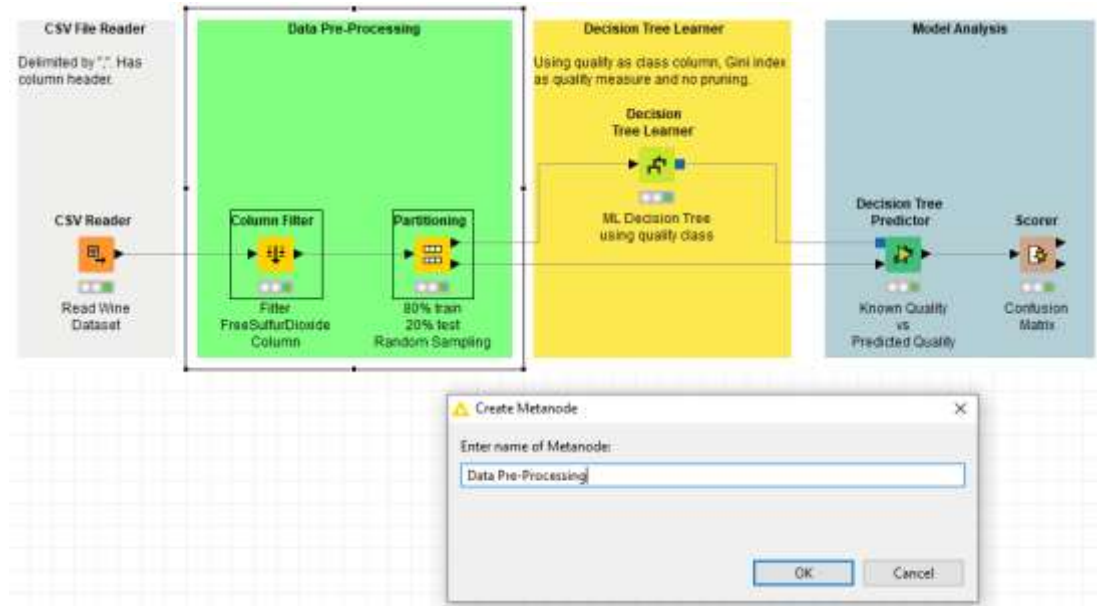 CSV File Reader
Delimited by ";". Has
column header.
Data Pre-Processing
Decision Tree Learner
Using quality as class column, Gini index
as quality measure and no pruning.
Model Analysis
Decision
Tree Learner
ML Decision Tree
using quality class
CSV Reader
Read Wine
Dataset
Column Filter
Filter
FreeSulfurDioxide
Column
Partitioning
80% train
20% test
Random Sampling
Decision Tree
Predictor
Known Quality
vs
Predicted Quality
Scorer
Confusion
Matrix
Create Metanode
Enter name of Metanode:
Data Pre-Processing
OK
Cancel